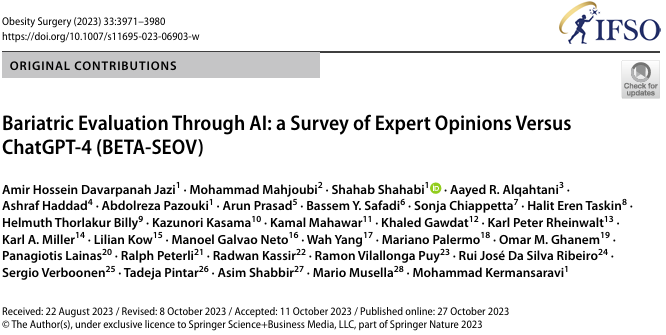 Obesity Surgery (2023) 33:3971–3980
https://doi.org/10.1007/s11695-023-06903-w
IFSO
ORIGINAL CONTRIBUTIONS
Check for
updates
Bariatric Evaluation Through AI: a Survey of Expert Opinions Versus
ChatGPT-4 (BETA-SEOV)
Amir Hossein Davarpanah Jazi¹ · Mohammad Mahjoubi² · Shahab Shahabi¹ iD · Aayed R. Alqahtani³ ·
Ashraf Haddad⁴ · Abdolreza Pazouki¹ · Arun Prasad⁵ · Bassem Y. Safadi⁶ · Sonja Chiappetta⁷ · Halit Eren Taskin⁸ ·
Helmuth Thorlakur Billy⁹ · Kazunori Kasama¹⁰ · Kamal Mahawar¹¹ · Khaled Gawdat¹² · Karl Peter Rheinwalt¹³ ·
Karl A. Miller¹⁴ · Lilian Kow¹⁵ · Manoel Galvao Neto¹⁶ · Wah Yang¹⁷ · Mariano Palermo¹⁸ · Omar M. Ghanem¹⁹ ·
Panagiotis Lainas²⁰ · Ralph Peterli²¹ · Radwan Kassir²² · Ramon Vilallonga Puy²³ · Rui José Da Silva Ribeiro²⁴ ·
Sergio Verboonen²⁵ · Tadeja Pintar²⁶ · Asim Shabbir²⁷ · Mario Musella²⁸ · Mohammad Kermansaravi¹
Received: 22 August 2023 / Revised: 8 October 2023 / Accepted: 11 October 2023 / Published online: 27 October 2023
© The Author(s), under exclusive licence to Springer Science+Business Media, LLC, part of Springer Nature 2023